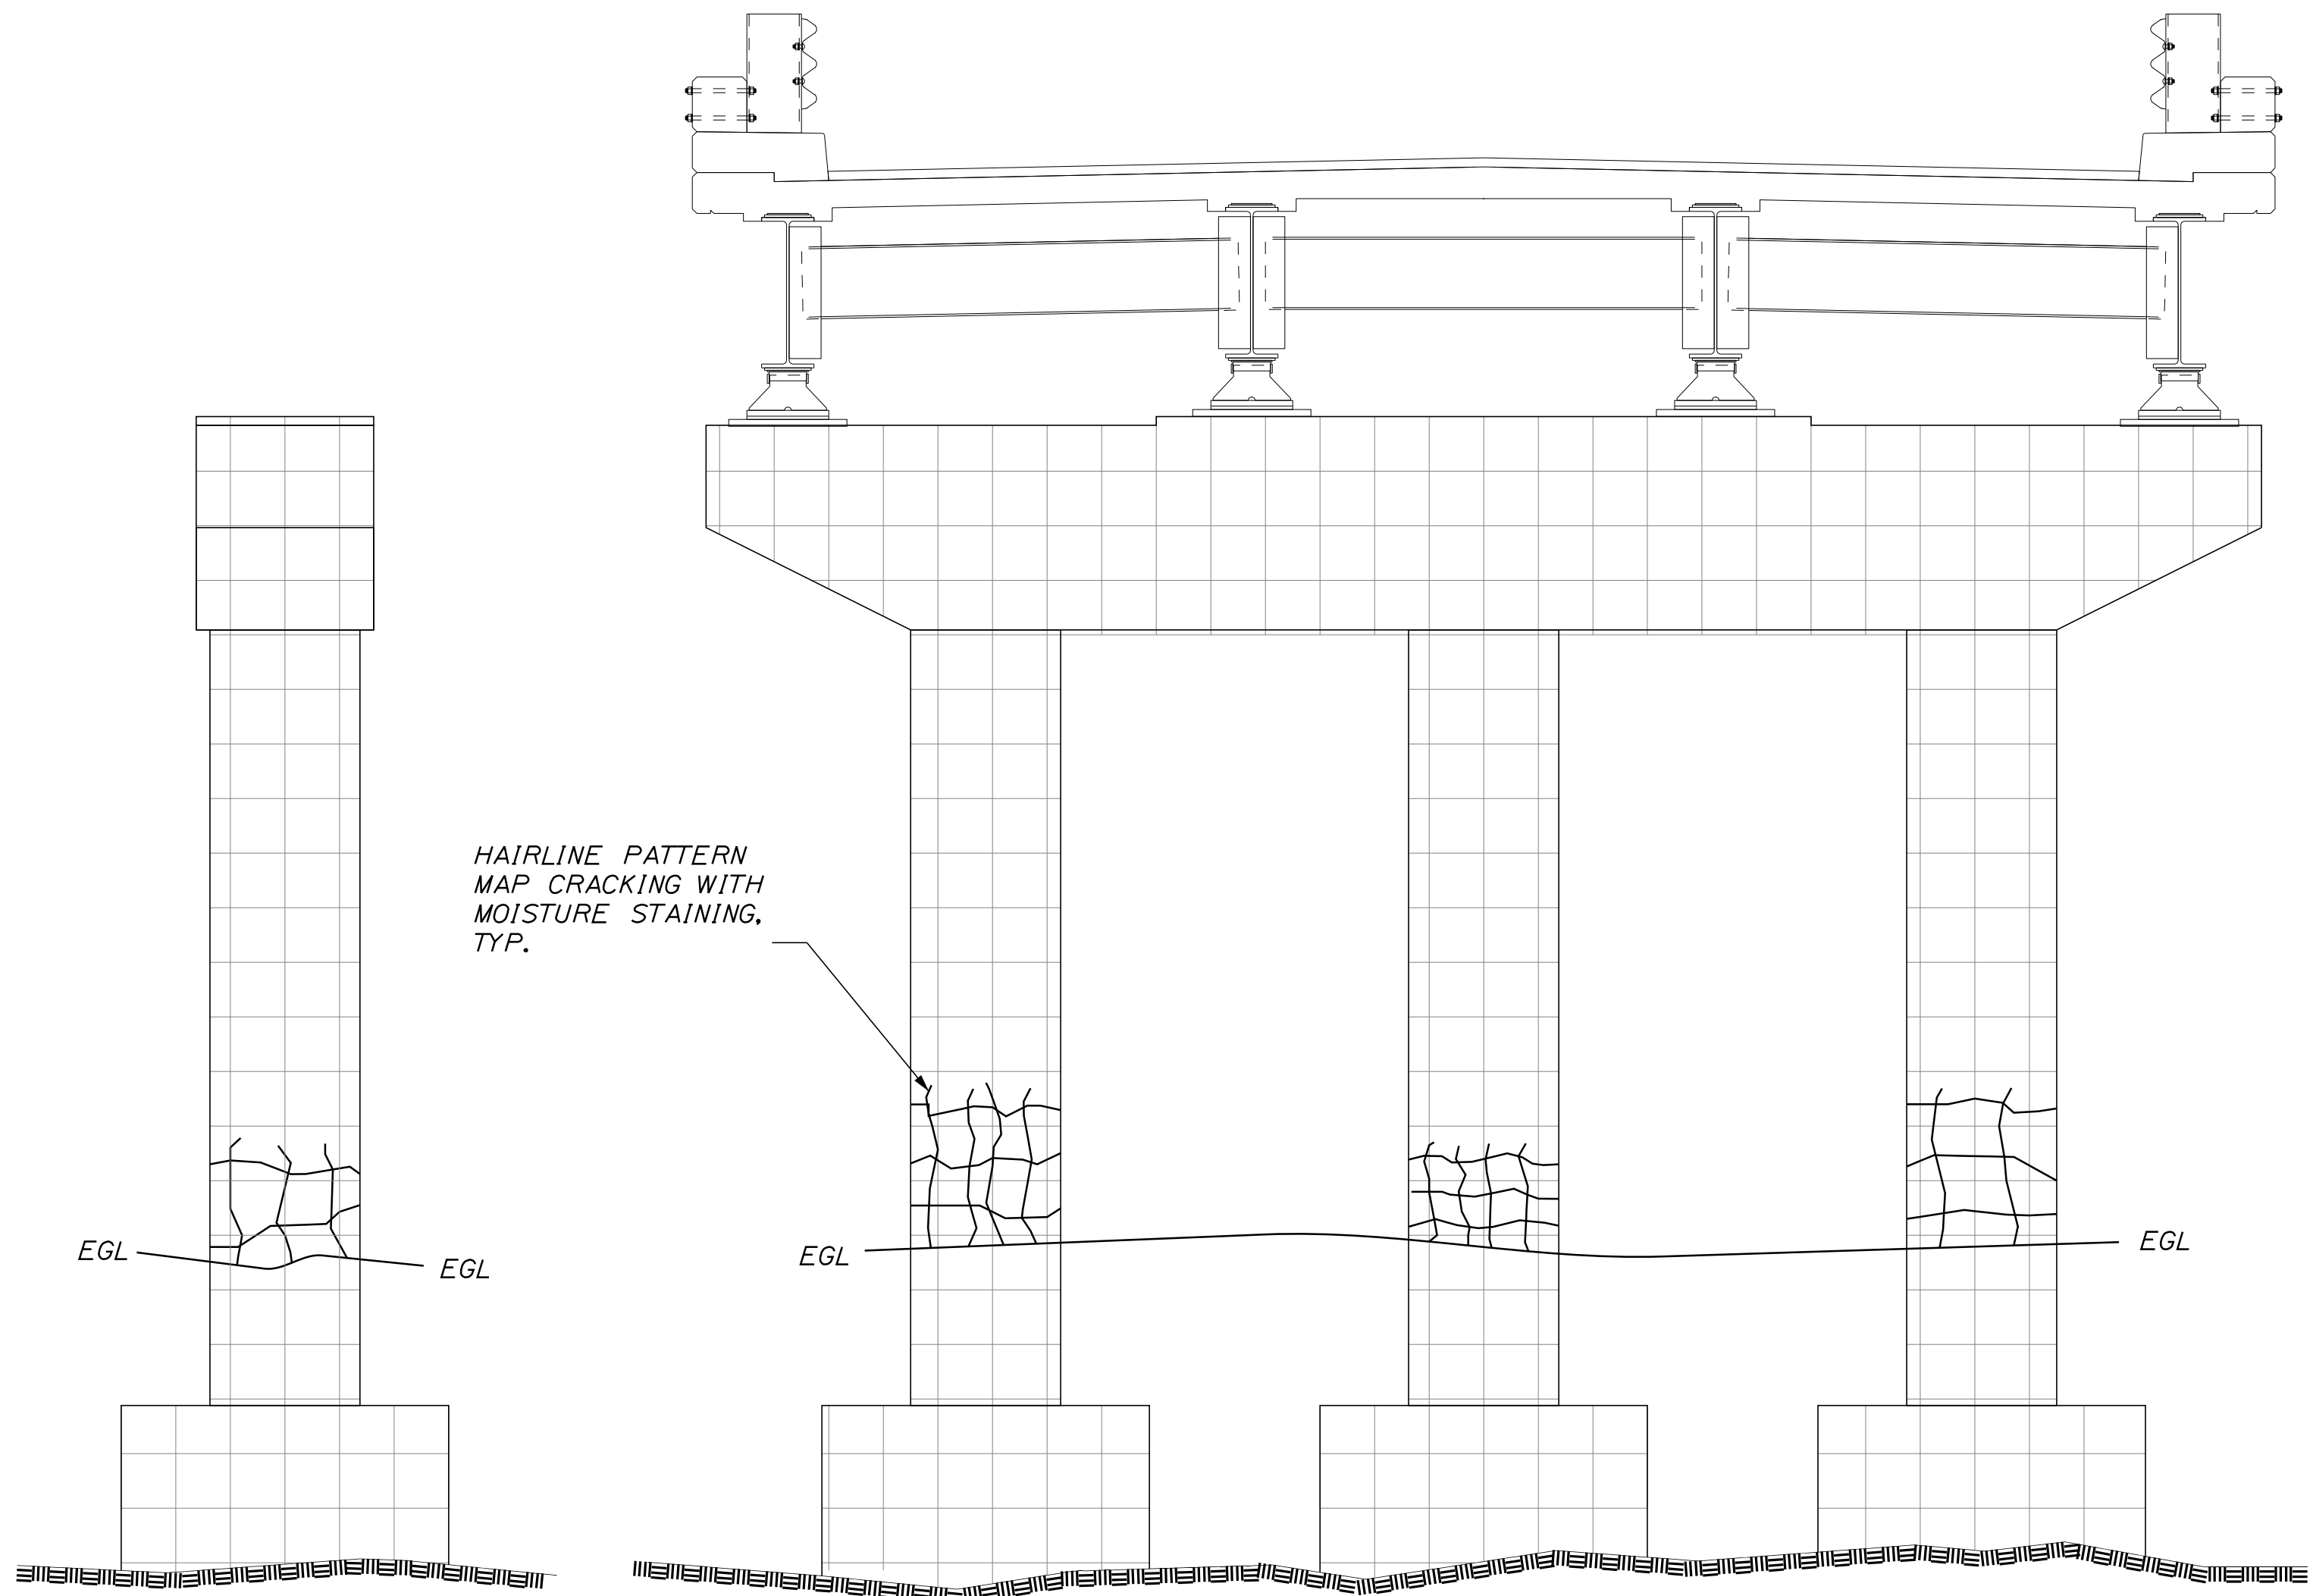 HAIRLINE PATTERN
MAP CRACKING WITH
MOISTURE STAINING,
TYP.
EGL
EGL
EGL
EGL